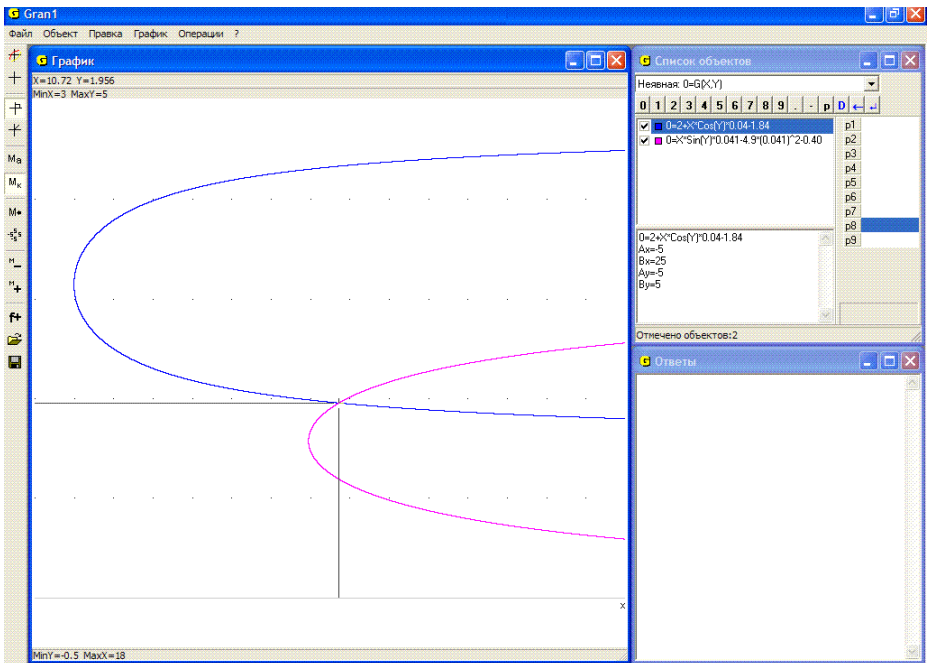 Gran1
Файл Объект Правка График Операции ?
График
X=10.72 Y=1.956
MinX=3 MaxY=5
x
MinY=-0.5 MaxX=18
Mа
Mк
M•
M
M
f+
Список объектов
Неявная: 0=G(X,Y)
0 1 2 3 4 5 6 7 8 9 . - p D ←
0=2+X*Cos(Y)*0.04-1.84
0=X*Sin(Y)*0.041-4.9*(0.041)^2-0.40
p1
p2
p3
p4
p5
p6
p7
p8
p9
0=2+X*Cos(Y)*0.04-1.84
Ax=-5
Bx=25
Ay=-5
By=5
Отмечено объектов:2
Ответы